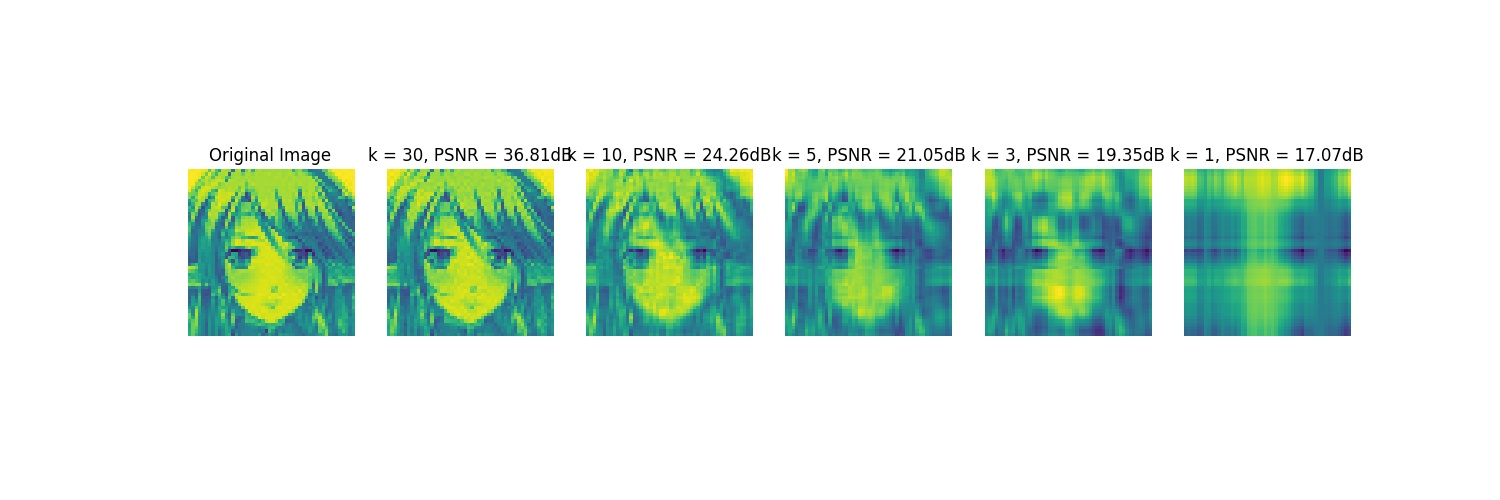 Original Image
k = 30, PSNR = 36.81dB
k = 10, PSNR = 24.26dB
k = 5, PSNR = 21.05dB
k = 3, PSNR = 19.35dB
k = 1, PSNR = 17.07dB